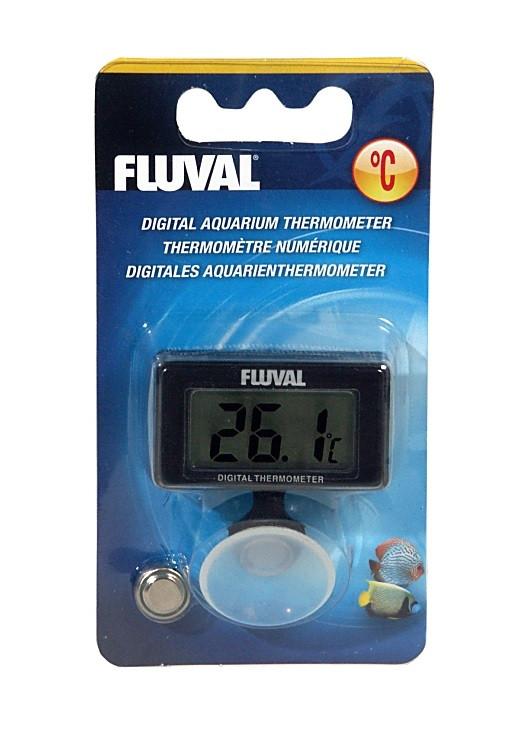 FLUVAL®
°C
DIGITAL AQUARIUM THERMOMETER
THERMOMÈTRE NUMÉRIQUE
DIGITALES AQUARIENTHERMOMETER
FLUVAL
26.1°C
DIGITAL THERMOMETER